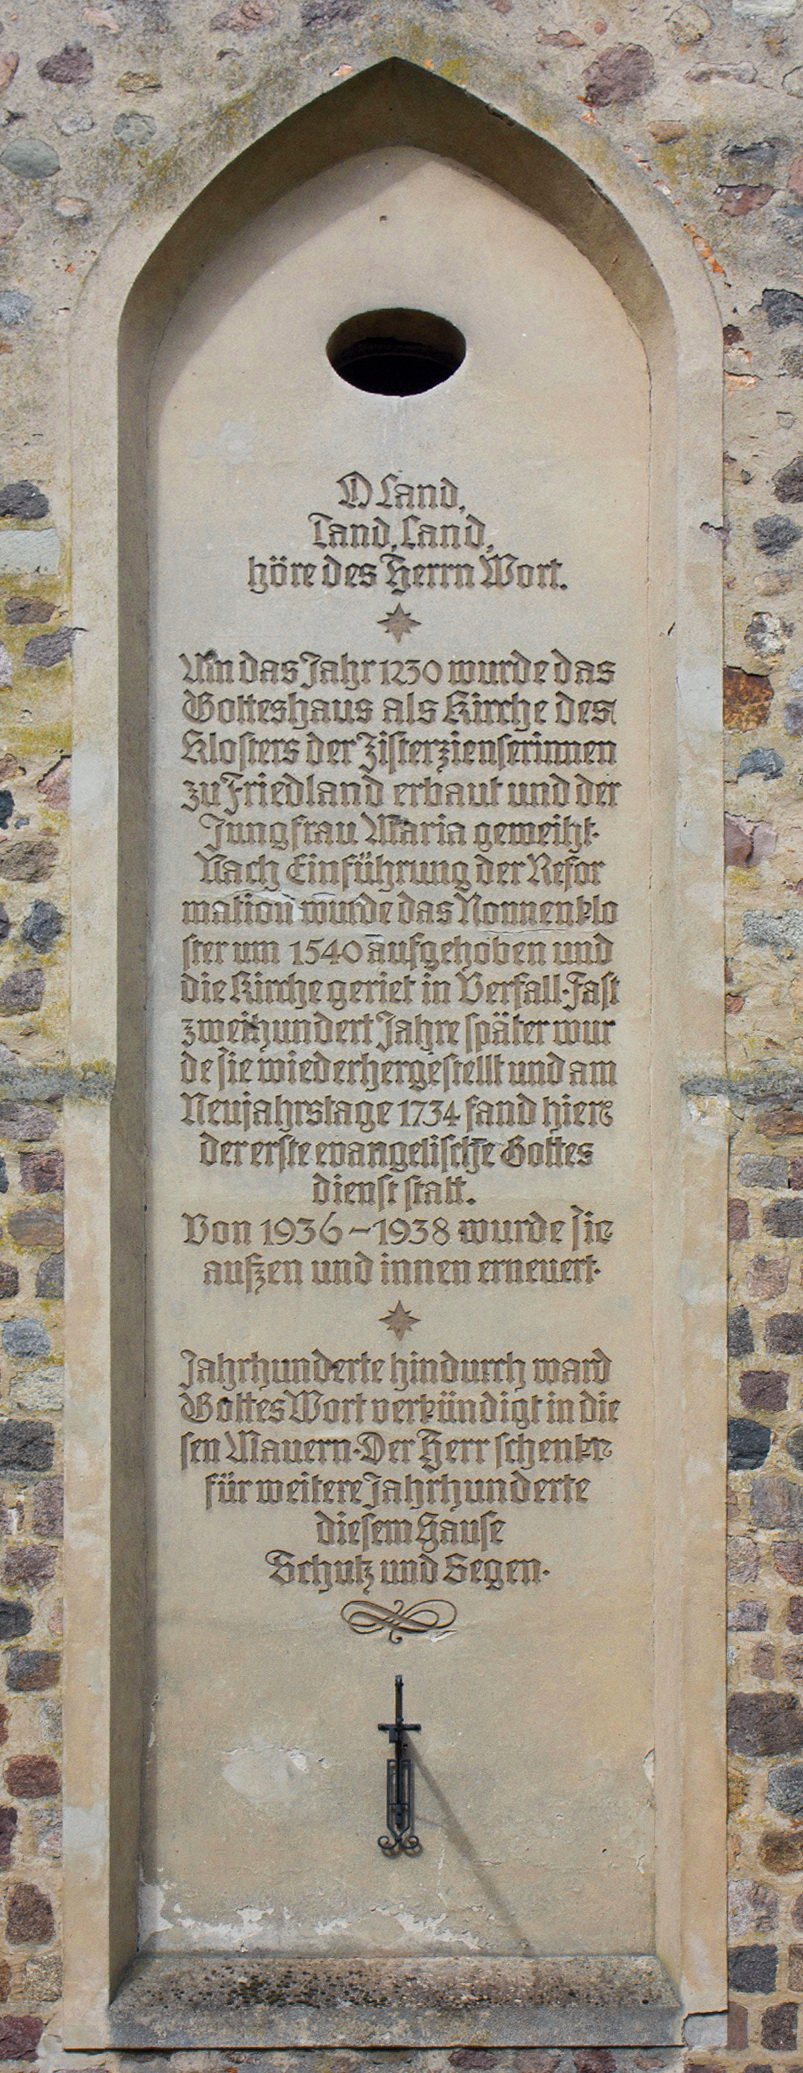 O Land,
Land, Land,
höre des Herrn Wort.
Um das Jahr 1230 wurde das
Gotteshaus als Kirche des
Klosters der Zisterzienserinnen
zu Friedland erbaut und der
Jungfrau Maria geweiht.
Nach Einführung der Refor
mation wurde das Nonnenklo
ster um 1540 aufgehoben und
die Kirche geriet in Verfall. Fast
zweihundert Jahre später wur
de sie wiederhergestellt und am
Neujahrstage 1734 fand hier
der erste evangelische Gottes
dienst statt.
Von 1936-1938 wurde sie
außen und innen erneuert.
Jahrhunderte hindurch ward
Gottes Wort verkündigt in die
sen Mauern. Der Herr schenke
für weitere Jahrhunderte
diesem Hause
Schutz und Segen.